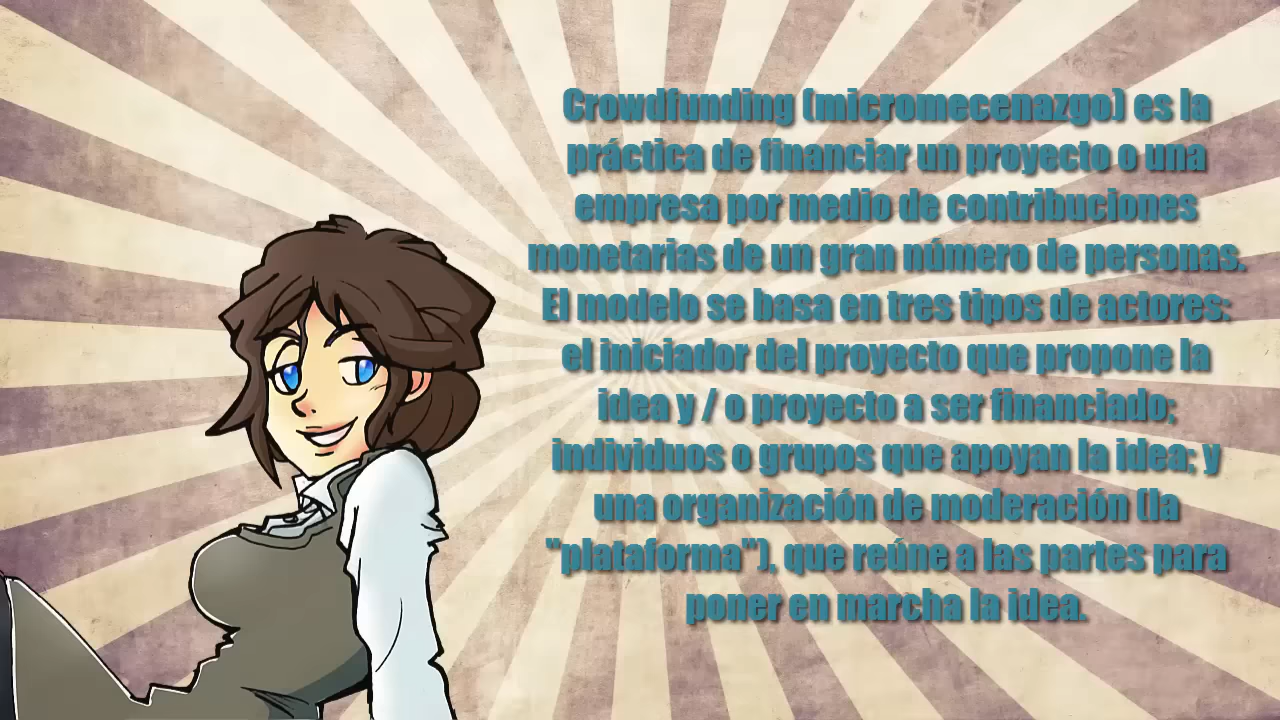 Crowdfunding (micromecenazgo) es la
práctica de financiar un proyecto o una
empresa por medio de contribuciones
monetarias de un gran número de personas.
El modelo se basa en tres tipos de actores:
el iniciador del proyecto que propone la
idea y / o proyecto a ser financiado;
individuos o grupos que apoyan la idea; y
una organización de moderación (la
"plataforma"), que reúne a las partes para
poner en marcha la idea.